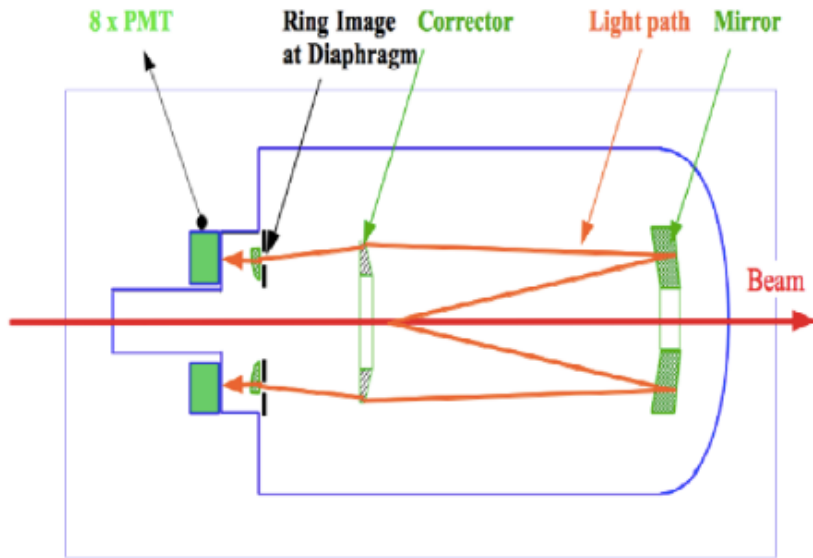 8 x PMT
Ring Image
at Diaphragm
Corrector
Light path
Mirror
Beam